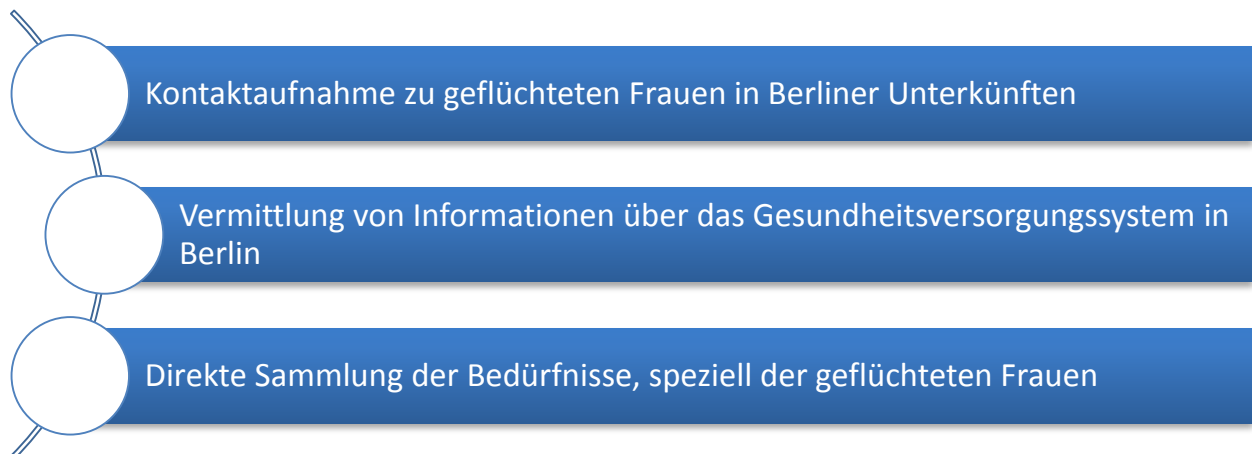 Kontaktaufnahme zu geflüchteten Frauen in Berliner Unterkünften
Vermittlung von Informationen über das Gesundheitsversorgungssystem in
Berlin
Direkte Sammlung der Bedürfnisse, speziell der geflüchteten Frauen